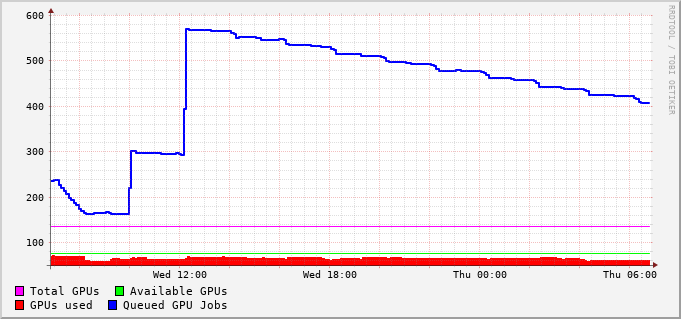 600
500
400
300
200
100
Wed 12:00 Wed 18:00 Thu 00:00 Thu 06:00
Total GPUs Available GPUs
GPUs used Queued GPU Jobs
RRDTOOL / TOBI OETIKER